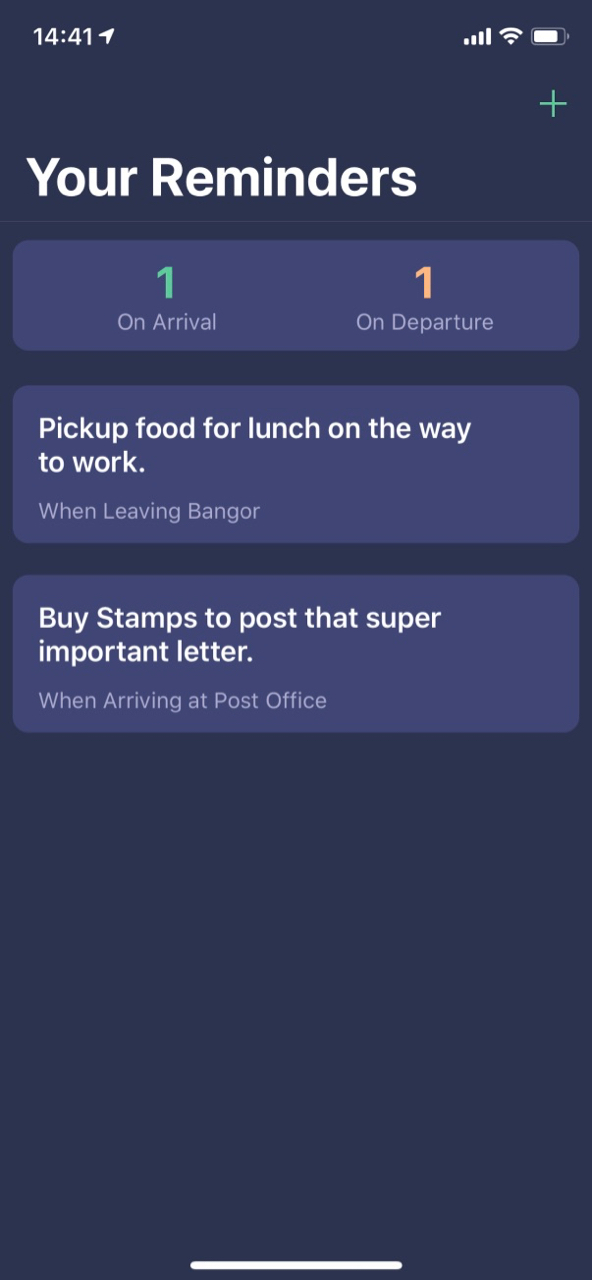 14:41
Your Reminders
1 1
On Arrival On Departure
Pickup food for lunch on the way
to work.
When Leaving Bangor
Buy Stamps to post that super
important letter.
When Arriving at Post Office